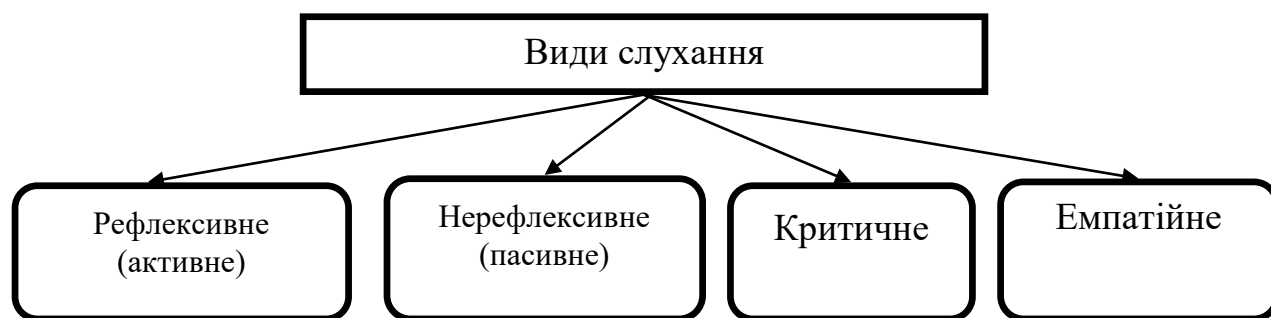 Види слухання
Рефлексивне
(активне)
Нерефлексивне
(пасивне)
Критичне
Емпатійне